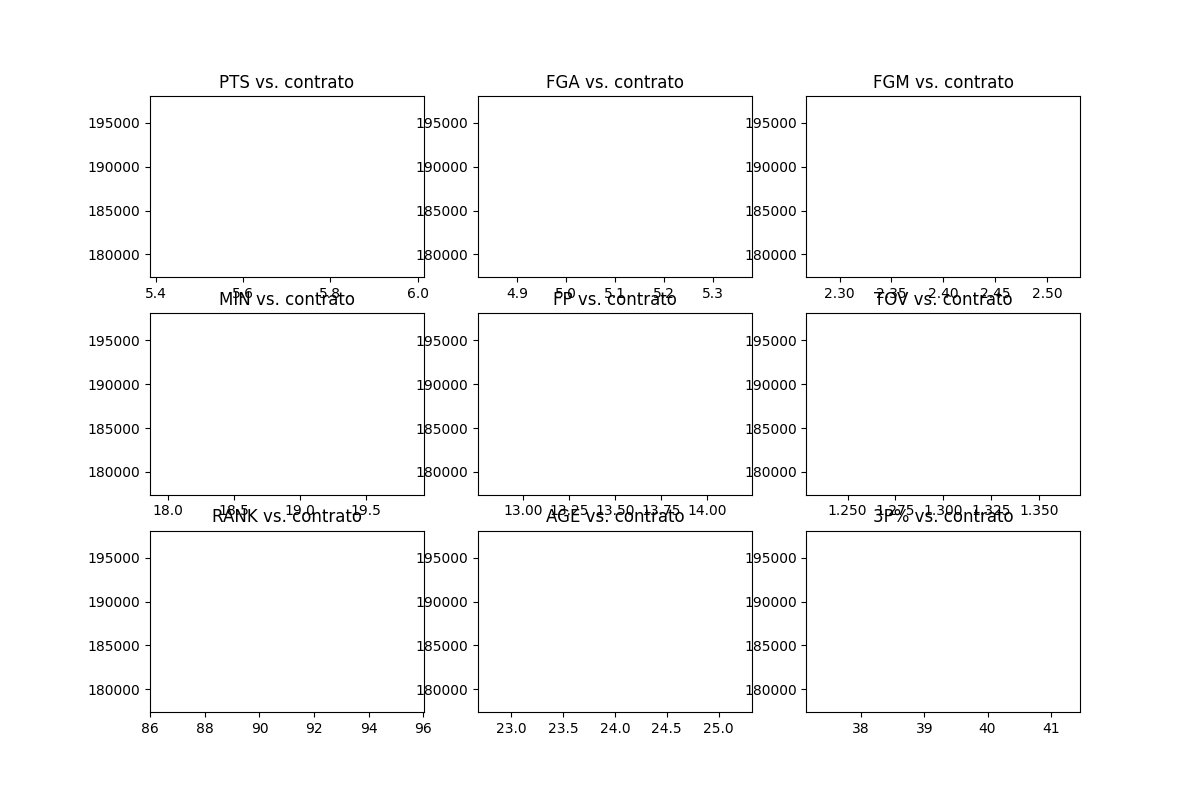 PTS vs. contrato
FGA vs. contrato
FGM vs. contrato
195000
190000
185000
180000
195000
190000
185000
180000
195000
190000
185000
180000
5.4 5.6 5.8 6.0
4.9 5.0 5.1 5.2 5.3
2.30 2.35 2.40 2.45 2.50
MIN vs. contrato
FP vs. contrato
TOV vs. contrato
195000
190000
185000
180000
195000
190000
185000
180000
195000
190000
185000
180000
18.0 18.5 19.0 19.5
13.00 13.25 13.50 13.75 14.00
1.250 1.275 1.300 1.325 1.350
RANK vs. contrato
AGE vs. contrato
3P% vs. contrato
195000
190000
185000
180000
195000
190000
185000
180000
195000
190000
185000
180000
86 88 90 92 94 96
23.0 23.5 24.0 24.5 25.0
38 39 40 41